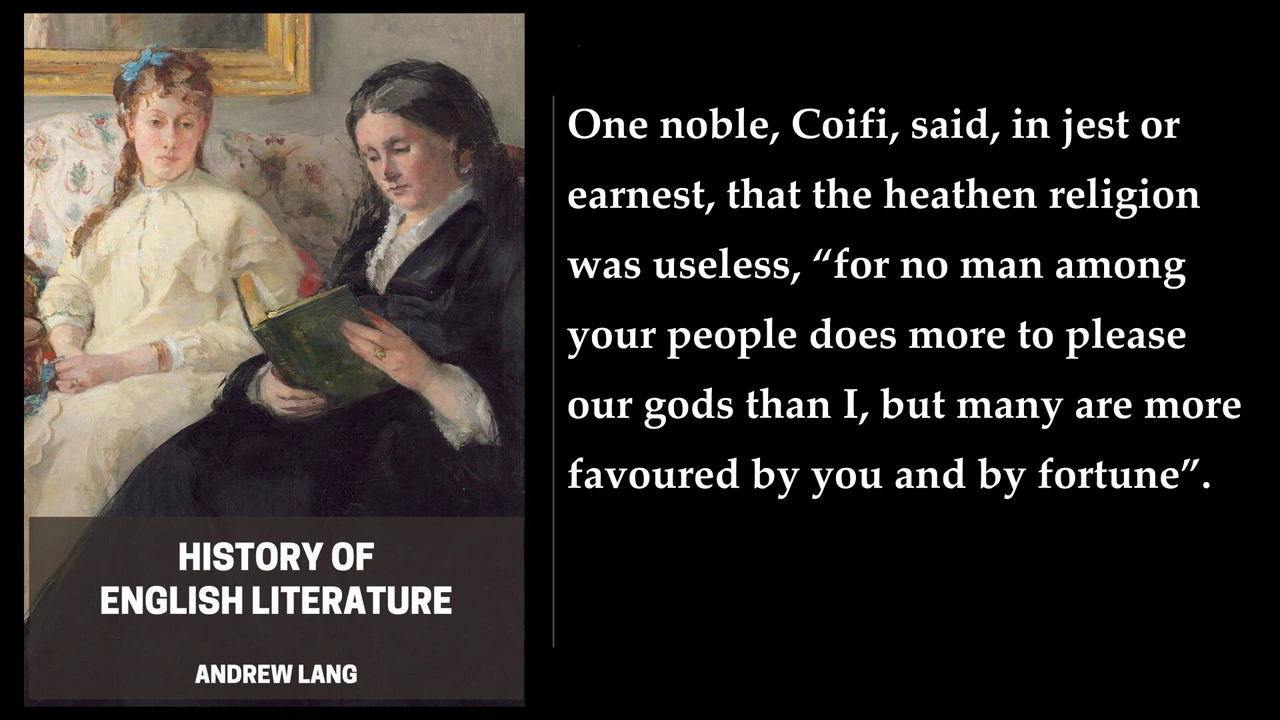 HISTORY OF
ENGLISH LITERATURE
ANDREW LANG
One noble, Coifi, said, in jest or
earnest, that the heathen religion
was useless, “for no man among
your people does more to please
our gods than I, but many are more
favoured by you and by fortune”.